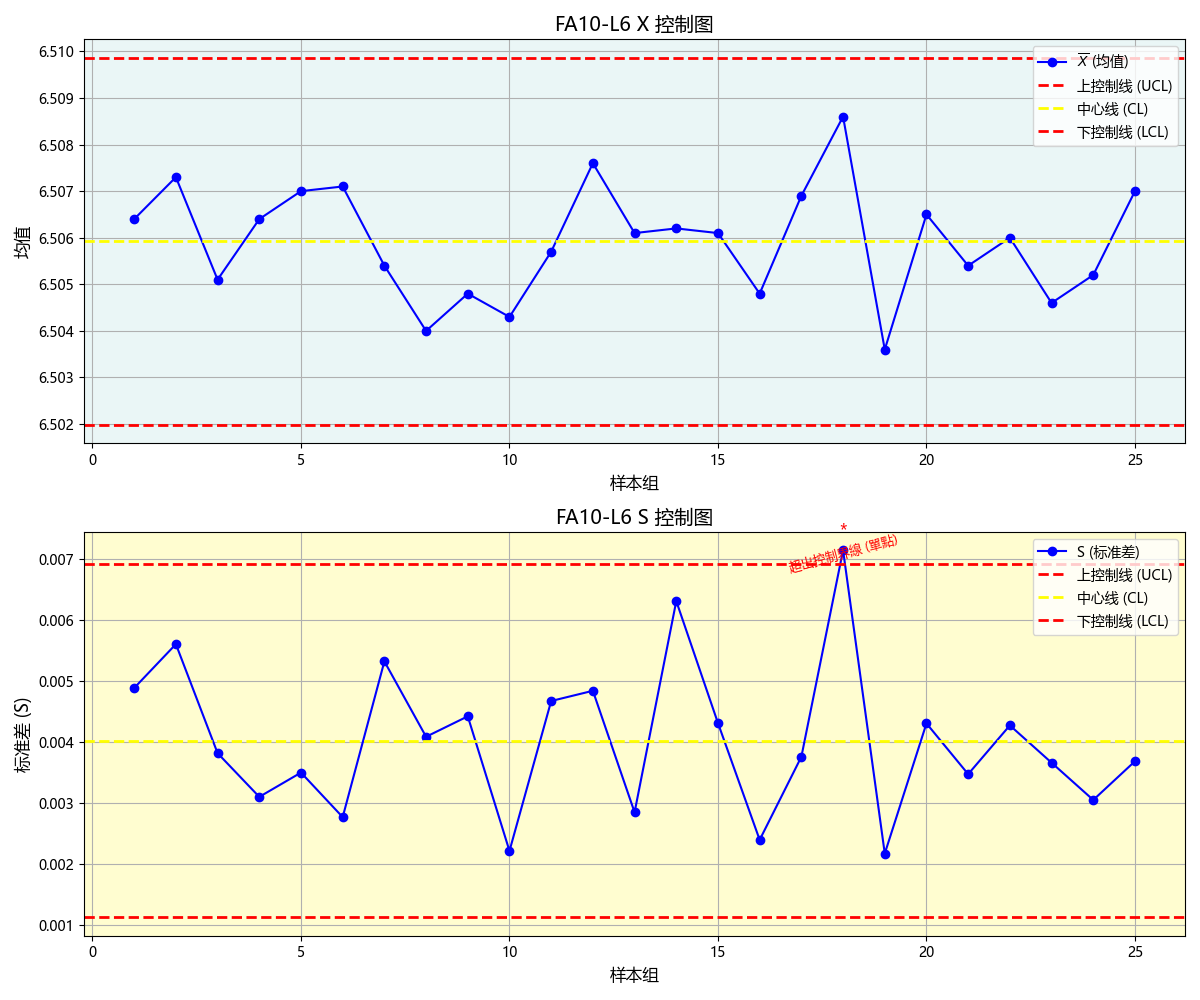 FA10-L6 X 控制图
6.510
6.509
6.508
6.507
6.506
6.505
6.504
6.503
6.502
均值
X̅ (均值)
上控制线 (UCL)
中心线 (CL)
下控制线 (LCL)
0 5 10 15 20 25
样本组
FA10-L6 S 控制图
*
超出控制界線 (單點)
0.007
0.006
0.005
0.004
0.003
0.002
0.001
标准差 (S)
S (标准差)
上控制线 (UCL)
中心线 (CL)
下控制线 (LCL)
0 5 10 15 20 25
样本组